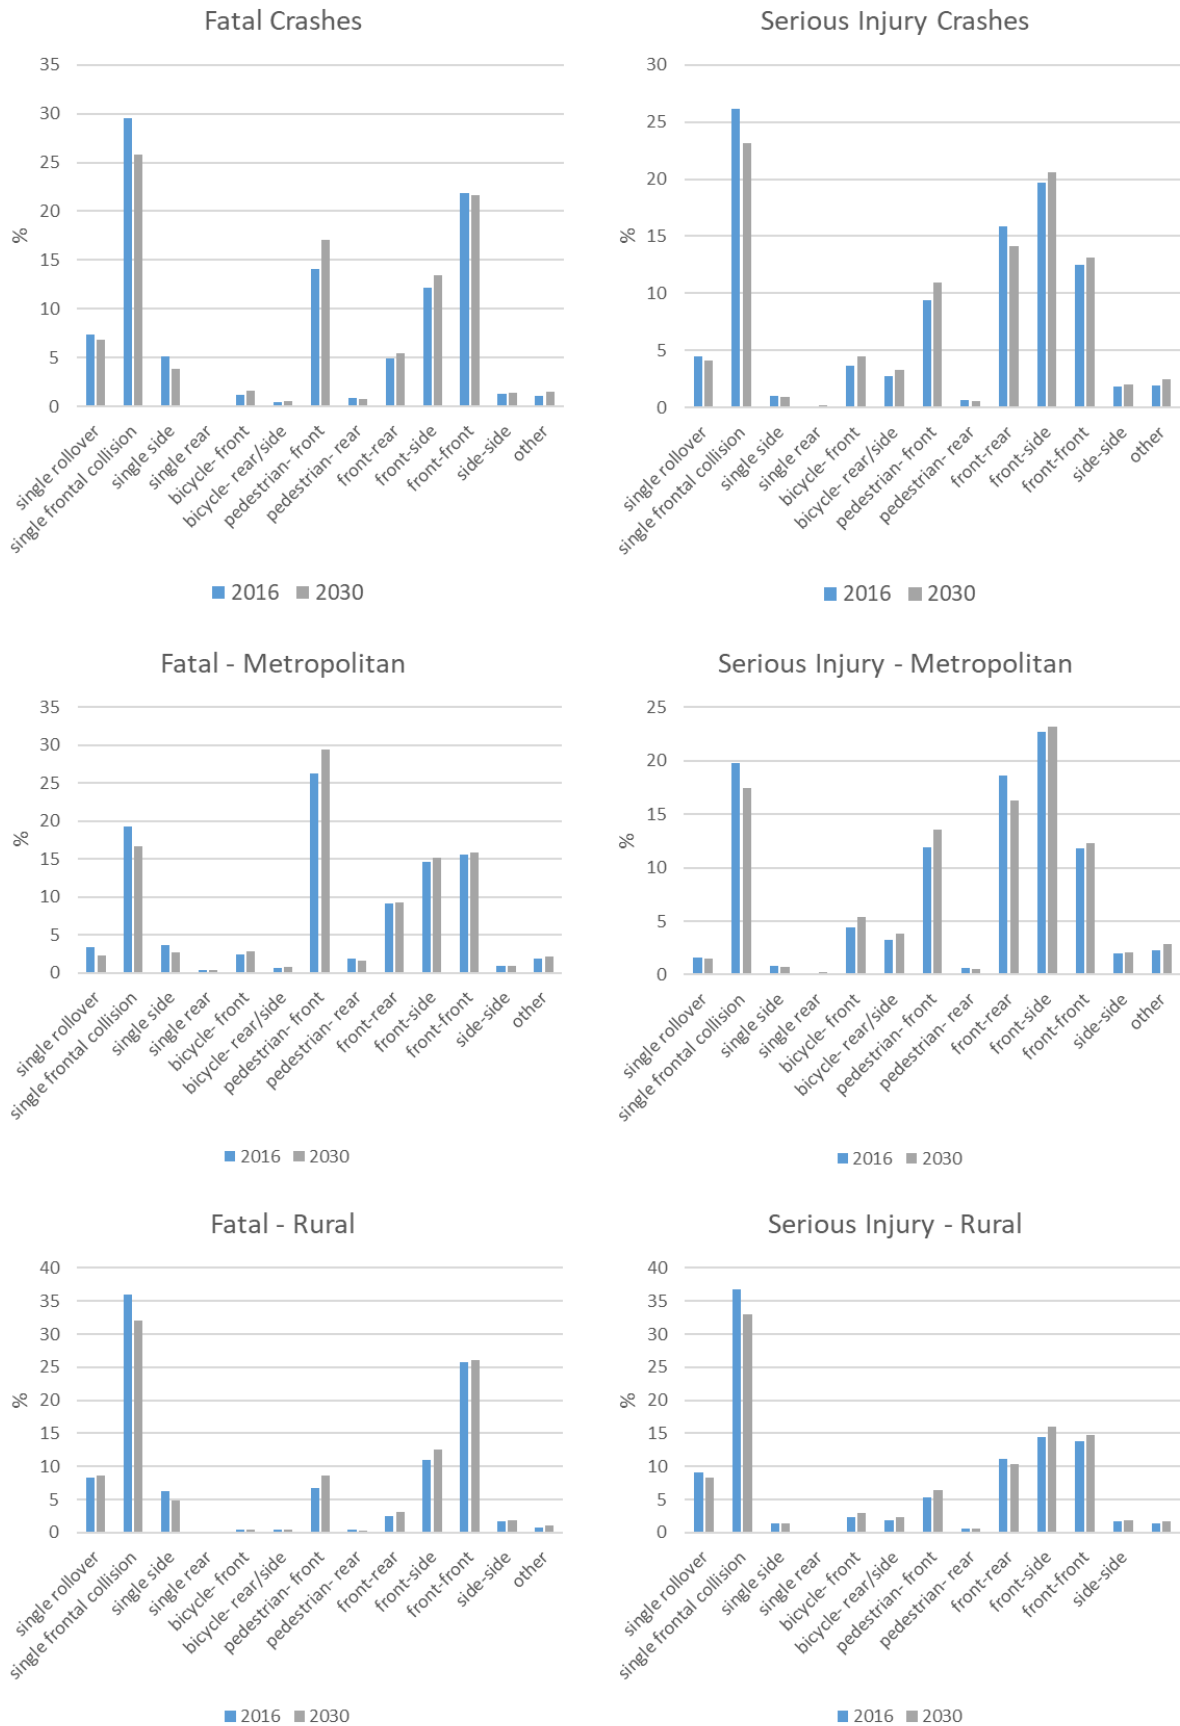 Fatal Crashes
35
30
25
20
15
10
5
0
%
single rollover
single frontal collision
single side
single rear
bicycle- front
bicycle- rear/side
pedestrian- front
pedestrian- rear
front-rear
front-side
front-front
side-side
other
2016 2030
Serious Injury Crashes
30
25
20
15
10
5
0
%
single rollover
single frontal collision
single side
single rear
bicycle- front
bicycle- rear/side
pedestrian- front
pedestrian- rear
front-rear
front-side
front-front
side-side
other
2016 2030
Fatal - Metropolitan
35
30
25
20
15
10
5
0
%
single rollover
single frontal collision
single side
single rear
bicycle- front
bicycle- rear/side
pedestrian- front
pedestrian- rear
front-rear
front-side
front-front
side-side
other
2016 2030
Serious Injury - Metropolitan
25
20
15
10
5
0
%
single rollover
single frontal collision
single side
single rear
bicycle- front
bicycle- rear/side
pedestrian- front
pedestrian- rear
front-rear
front-side
front-front
side-side
other
2016 2030
Fatal - Rural
40
35
30
25
20
15
10
5
0
%
single rollover
single frontal collision
single side
single rear
bicycle- front
bicycle- rear/side
pedestrian- front
pedestrian- rear
front-rear
front-side
front-front
side-side
other
2016 2030
Serious Injury - Rural
40
35
30
25
20
15
10
5
0
%
single rollover
single frontal collision
single side
single rear
bicycle- front
bicycle- rear/side
pedestrian- front
pedestrian- rear
front-rear
front-side
front-front
side-side
other
2016 2030